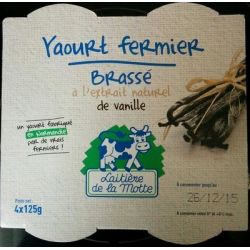 Yaourt fermier
Brassé
à l'extrait naturel
de vanille
un yaourt fabriqué
en Normandie
par de vrais
fermiers !
Laitière
de la Motte
Poids net :
4x125g
A consommer jusqu'au
26/12/15